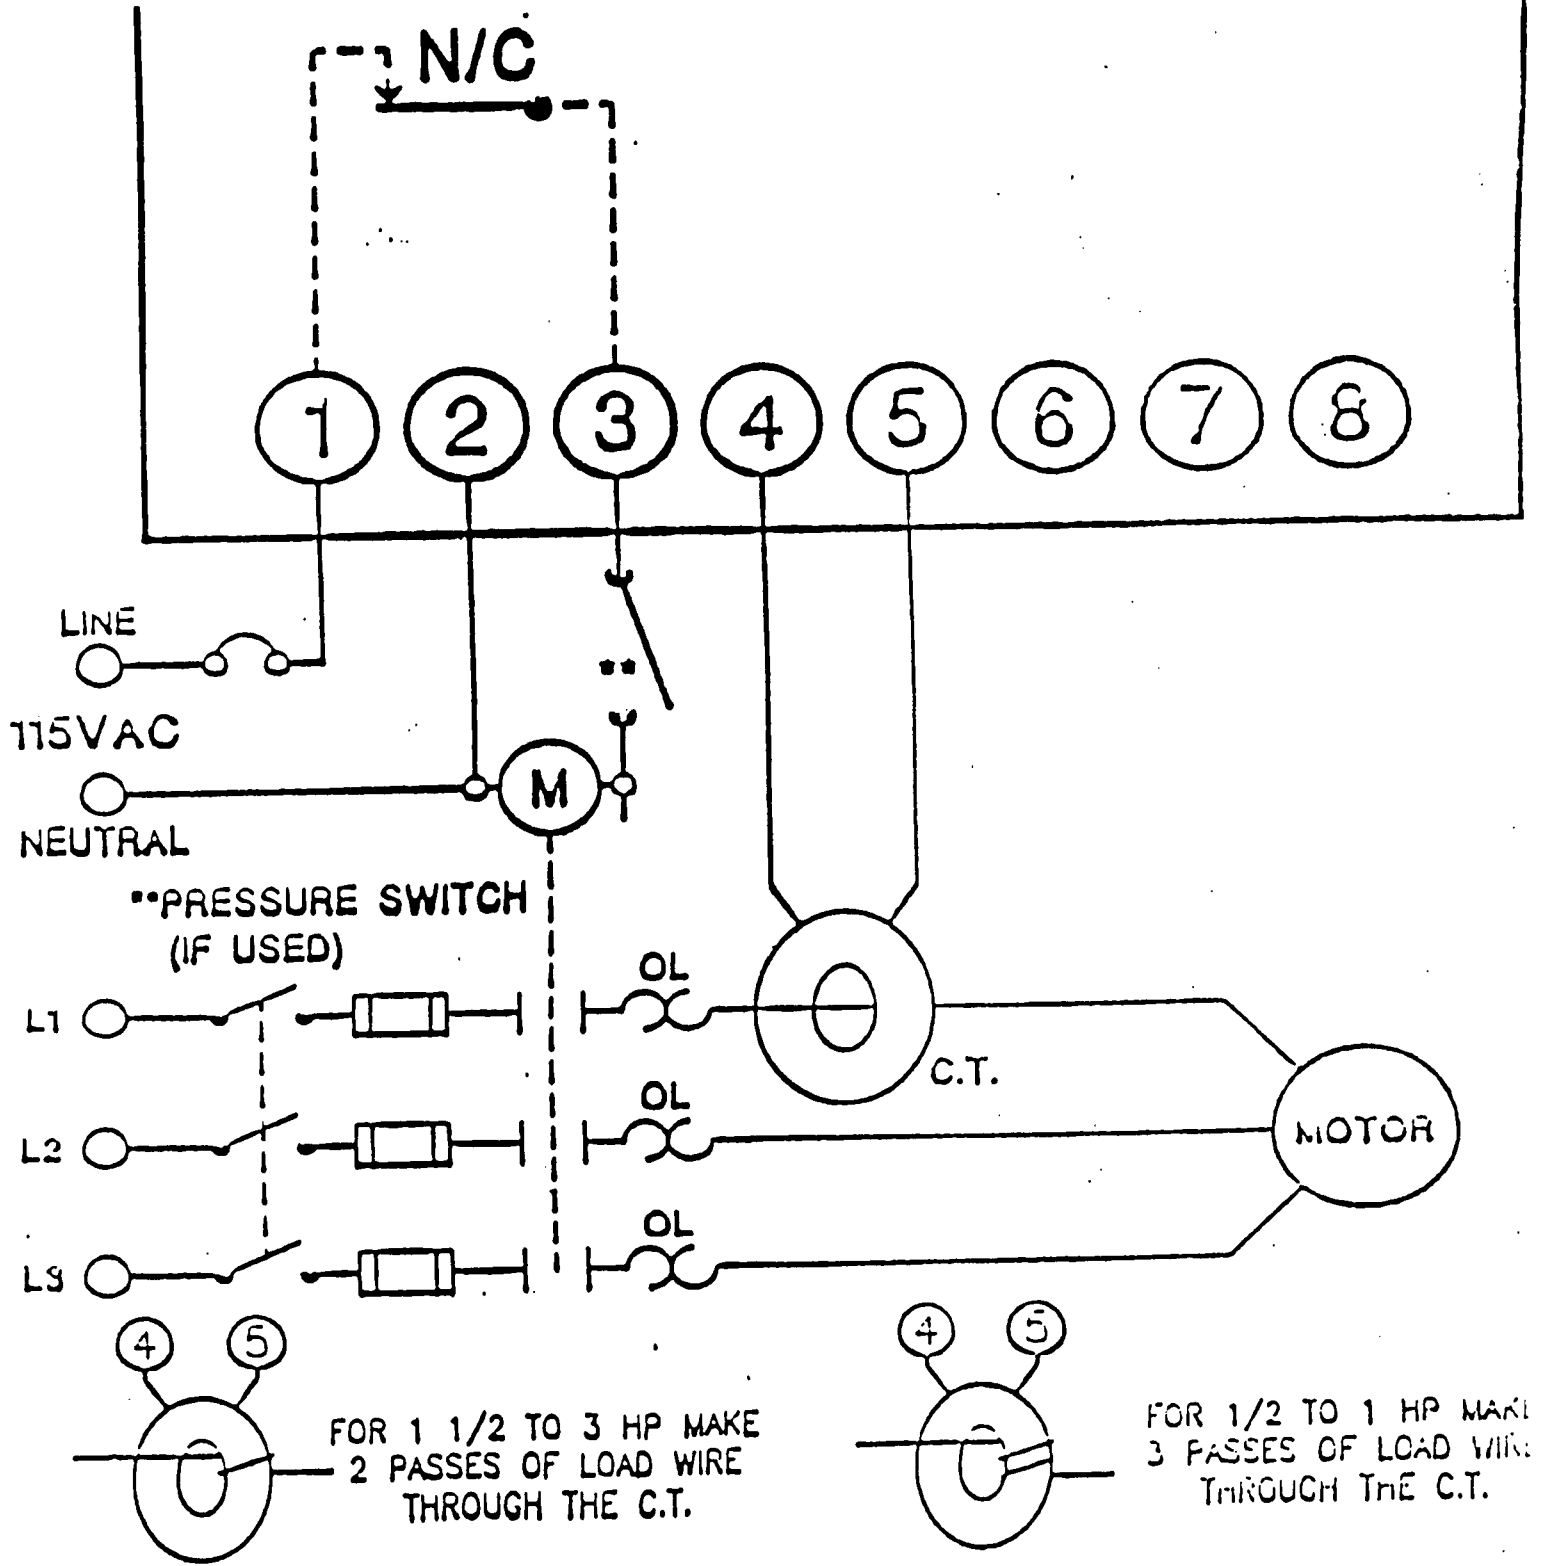 N/C
1 2 3 4 5 6 7 8
LINE
**
115VAC
M
NEUTRAL
**PRESSURE SWITCH
(IF USED)
OL
L1
C.T.
OL
L2
MOTOR
OL
L3
4 5
FOR 1 1/2 TO 3 HP MAKE
2 PASSES OF LOAD WIRE
THROUGH THE C.T.
4 5
FOR 1/2 TO 1 HP MAKE
3 PASSES OF LOAD WIRE
THROUGH THE C.T.